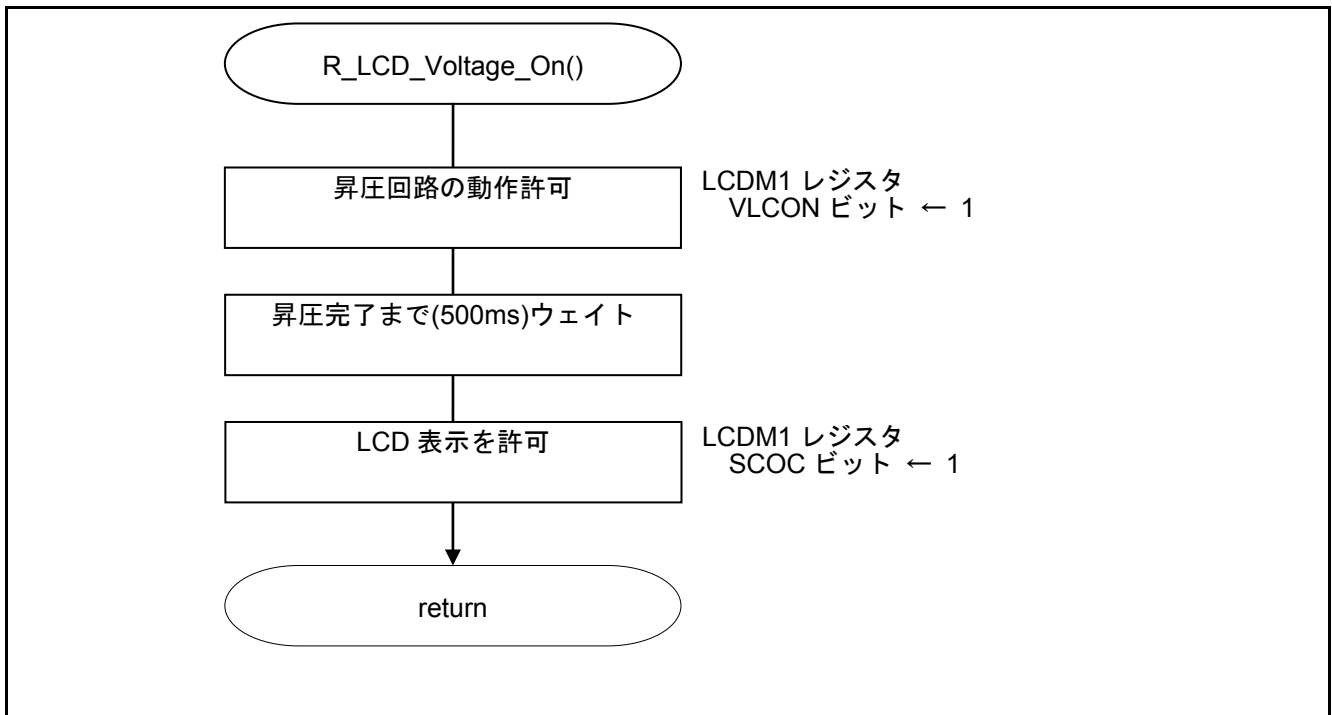 R_LCD_Voltage_On()
昇圧回路の動作許可
LCDM1 レジスタ
VLCON ビット ← 1
昇圧完了まで(500ms)ウェイト
LCD 表示を許可
LCDM1 レジスタ
SCOC ビット ← 1
return